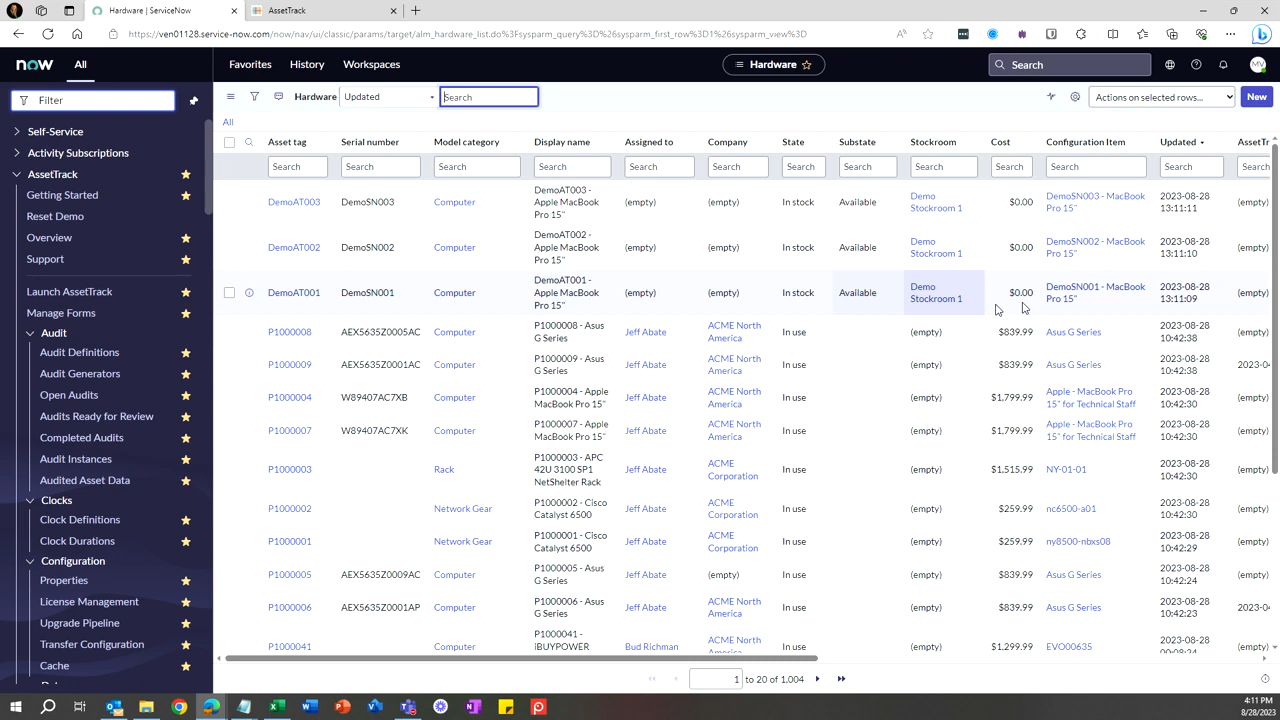 Hardware | ServiceNow
AssetTrack
https://ven01128.service-now.com/now/nav/ui/classic/params/target/alm_hardware_list.do%3Fsysparm_query%3D%26sysparm_first_row%3D1%26sysparm_view%3D
now All Favorites History Workspaces Hardware Search MV
Filter
Hardware Updated Search Actions on selected rows... New
All
Self-Service
Activity Subscriptions
AssetTrack
Getting Started
Reset Demo
Overview
Support
Launch AssetTrack
Manage Forms
Audit
Audit Definitions
Audit Generators
Open Audits
Audits Ready for Review
Completed Audits
Audit Instances
Audited Asset Data
Clocks
Clock Definitions
Clock Durations
Configuration
Properties
License Management
Upgrade Pipeline
Transfer Configuration
Cache
Asset tag Serial number Model category Display name Assigned to Company State Substate Stockroom Cost Configuration Item Updated AssetTr
Search Search Search Search Search Search Search Search Search Search Search Search
DemoAT003 DemoSN003 Computer DemoAT003 - Apple MacBook Pro 15" (empty) (empty) In stock Available Demo Stockroom 1 $0.00 DemoSN003 - MacBook Pro 15" 2023-08-28 13:11:11 (empty)
DemoAT002 DemoSN002 Computer DemoAT002 - Apple MacBook Pro 15" (empty) (empty) In stock Available Demo Stockroom 1 $0.00 DemoSN002 - MacBook Pro 15" 2023-08-28 13:11:10 (empty)
DemoAT001 DemoSN001 Computer DemoAT001 - Apple MacBook Pro 15" (empty) (empty) In stock Available Demo Stockroom 1 $0.00 DemoSN001 - MacBook Pro 15" 2023-08-28 13:11:09 (empty)
P1000008 AEX5635Z0005AC Computer P1000008 - Asus G Series Jeff Abate ACME North America In use (empty) $839.99 Asus G Series 2023-08-28 10:42:38 (empty)
P1000009 AEX5635Z0009AC Computer P1000009 - Asus G Series Jeff Abate ACME North America In use (empty) $839.99 Asus G Series 2023-08-28 10:42:38 2023-0
P1000004 W89407AC7XB Computer P1000004 - Apple MacBook Pro 15" Jeff Abate ACME North America In use (empty) $1,799.99 Apple - MacBook Pro 15" for Technical Staff 2023-08-28 10:42:30 (empty)
P1000007 W89407AC7XK Computer P1000007 - Apple MacBook Pro 15" Jeff Abate ACME North America In use (empty) $1,799.99 Apple - MacBook Pro 15" for Technical Staff 2023-08-28 10:42:30 (empty)
P1000003 Rack P1000003 - APC 42U 3100 SP1 NetShelter Rack Jeff Abate ACME Corporation In use (empty) $1,515.99 NY-01-01 2023-08-28 10:42:30 (empty)
P1000002 Network Gear P1000002 - Cisco Catalyst 6500 Jeff Abate ACME Corporation In use (empty) $259.99 nc6500-a01 2023-08-28 10:42:30 (empty)
P1000001 Network Gear P1000001 - Cisco Catalyst 6500 Jeff Abate ACME Corporation In use (empty) $259.99 ny8500-nbxs08 2023-08-28 10:42:29 (empty)
P1000005 AEX5635Z0009AC Computer P1000005 - Asus G Series Jeff Abate (empty) In use (empty) $839.99 Asus G Series 2023-08-28 10:42:24 (empty)
P1000006 AEX5635Z0001AP Computer P1000006 - Asus G Series Jeff Abate ACME North America In use (empty) $839.99 Asus G Series 2023-08-28 10:42:23 2023-0
P1000041 Computer P1000041 - iBUYPOWER Bud Richman ACME North America In use (empty) $1,299.99 EVO00635 2023-08-28 (empty)
1 to 20 of 1,004
4:11 PM
8/28/2023